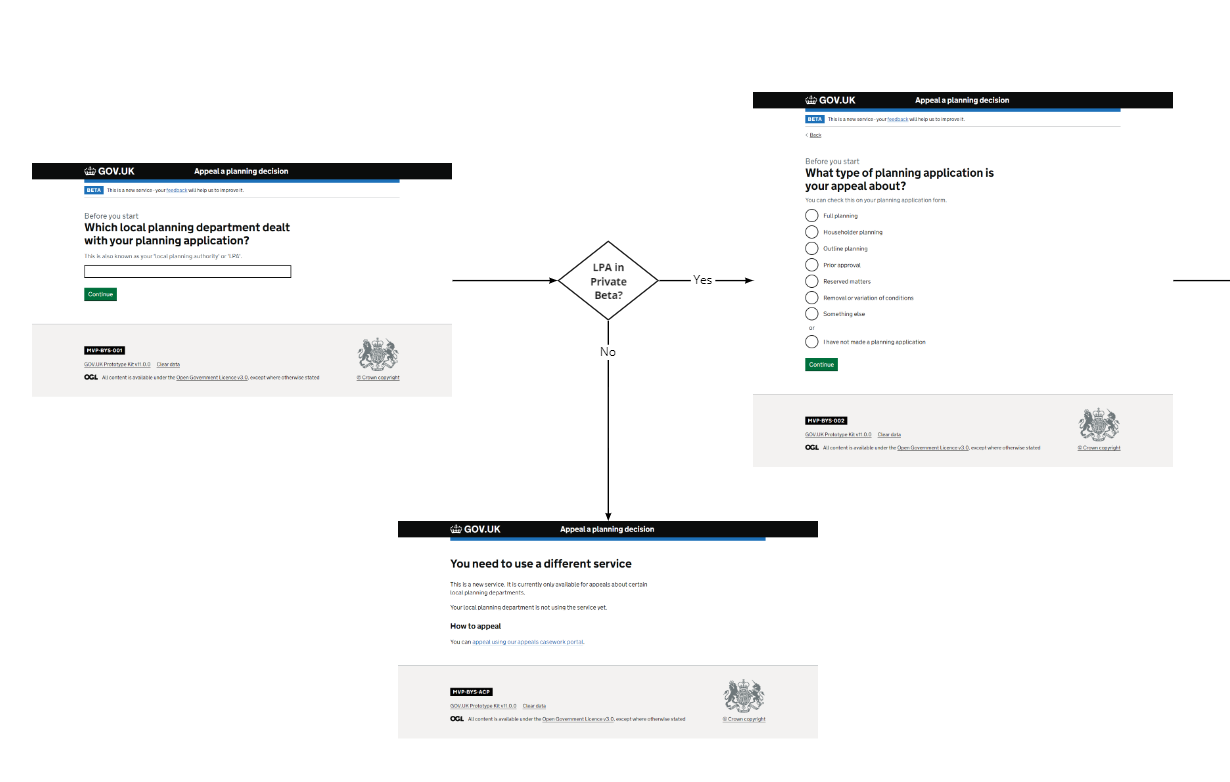 GOV.UK Appeal a planning decision
BETA This is a new service - your feedback will help us to improve it.
Before you start
Which local planning department dealt
with your planning application?
This is also known as your 'local planning authority' or 'LPA'.
Continue
MVP-BYS-001
GOV.UK Prototype Kit v11.0.0 Clear data
OGL All content is available under the Open Government Licence v3.0, except where otherwise stated
© Crown copyright
LPA in
Private
Beta?
Yes
No
GOV.UK Appeal a planning decision
BETA This is a new service - your feedback will help us to improve it.
< Back
Before you start
What type of planning application is
your appeal about?
You can check this on your planning application form.
Full planning
Householder planning
Outline planning
Prior approval
Reserved matters
Removal or variation of conditions
Something else
or
I have not made a planning application
Continue
MVP-BYS-002
GOV.UK Prototype Kit v11.0.0 Clear data
OGL All content is available under the Open Government Licence v3.0, except where otherwise stated
© Crown copyright
GOV.UK Appeal a planning decision
You need to use a different service
This is a new service. It is currently only available for appeals about certain
local planning departments.
Your local planning department is not using the service yet.
How to appeal
You can appeal using our appeals casework portal.
MVP-BYS-ACP
GOV.UK Prototype Kit v11.0.0 Clear data
OGL All content is available under the Open Government Licence v3.0, except where otherwise stated
© Crown copyright